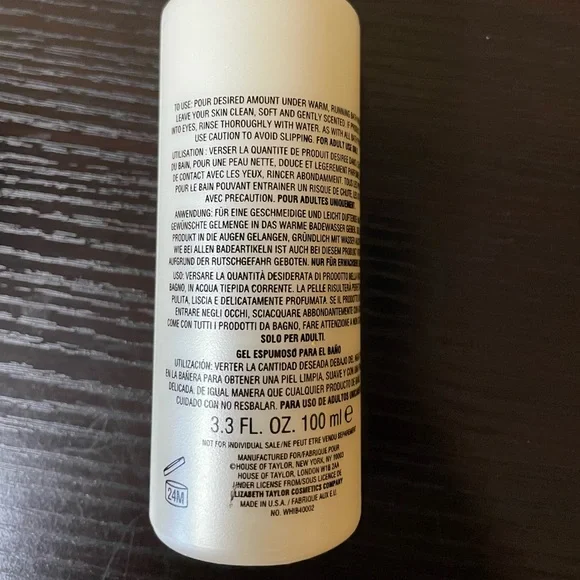 TO USE: POUR DESIRED AMOUNT UNDER WARM, RUNNING
LEAVE YOUR SKIN CLEAN, SOFT AND GENTLY SCENTED. IF
INTO EYES, RINSE THOROUGHLY WITH WATER. AS WITH ALL
USE CAUTION TO AVOID SLIPPING. FOR ADULT USE
UTILISATION : VERSER LA QUANTITE DE PRODUIT DESIREE
DU BAIN, POUR UNE PEAU NETTE, DOUCE ET LEGEREMENT
DE CONTACT AVEC LES YEUX, RINCER ABONDAMMENT.
POUR LE BAIN POUVANT ENTRAINER UN RISQUE DE CHUTE,
AVEC PRECAUTION. POUR ADULTES UNIQUEMENT.
ANWENDUNG: FÜR EINE GESCHMEIDIGE UND LEICHT
GEWÜNSCHTE GELMENGE IN DAS WARME BADEWASSER
PRODUKT IN DIE AUGEN GELANGEN, GRÜNDLICH MIT WASSER
WIE BEI ALLEN BADEARTIKELN IST AUCH BEI DIESEM
AUFGRUND DER RUTSCHGEFAHR GEBOTEN. NUR FÜR
USO: VERSARE LA QUANTITÀ DESIDERATA DI PRODOTTO
BAGNO, IN ACQUA TIEPIDA CORRENTE. LA PELLE RISULTERÀ
PULITA, LISCIA E DELICATAMENTE PROFUMATA. SE IL
ENTRARE NEGLI OCCHI, SCIACQUARE ABBONDANTEMENTE
COME CON TUTTI I PRODOTTI DA BAGNO, FARE ATTENZIONE A
SOLO PER ADULTI.
GEL ESPUMOSO PARA EL BAÑO
UTILIZACIÓN: VERTER LA CANTIDAD DESEADA DEBAJO DEL
EN LA BAÑERA PARA OBTENER UNA PIEL LIMPIA, SUAVE Y CON
DELICADA. DE IGUAL MANERA QUE CUALQUIER PRODUCTO DE
CUIDADO CON NO RESBALAR. PARA USO DE ADULTOS
3.3 FL. OZ. 100 ml ℮
NOT FOR INDIVIDUAL SALE/NE PEUT ETRE VENDU SEPAREMENT
MANUFACTURED FOR/FABRIQUE POUR
©HOUSE OF TAYLOR, NEW YORK, NY 10003
HOUSE OF TAYLOR, LONDON W1B 2AA
UNDER LICENSE FROM/SOUS LICENCE DE
ELIZABETH TAYLOR COSMETICS COMPANY
MADE IN U.S.A. / FABRIQUE AUX E.U.
NO. WHIB40002
24M